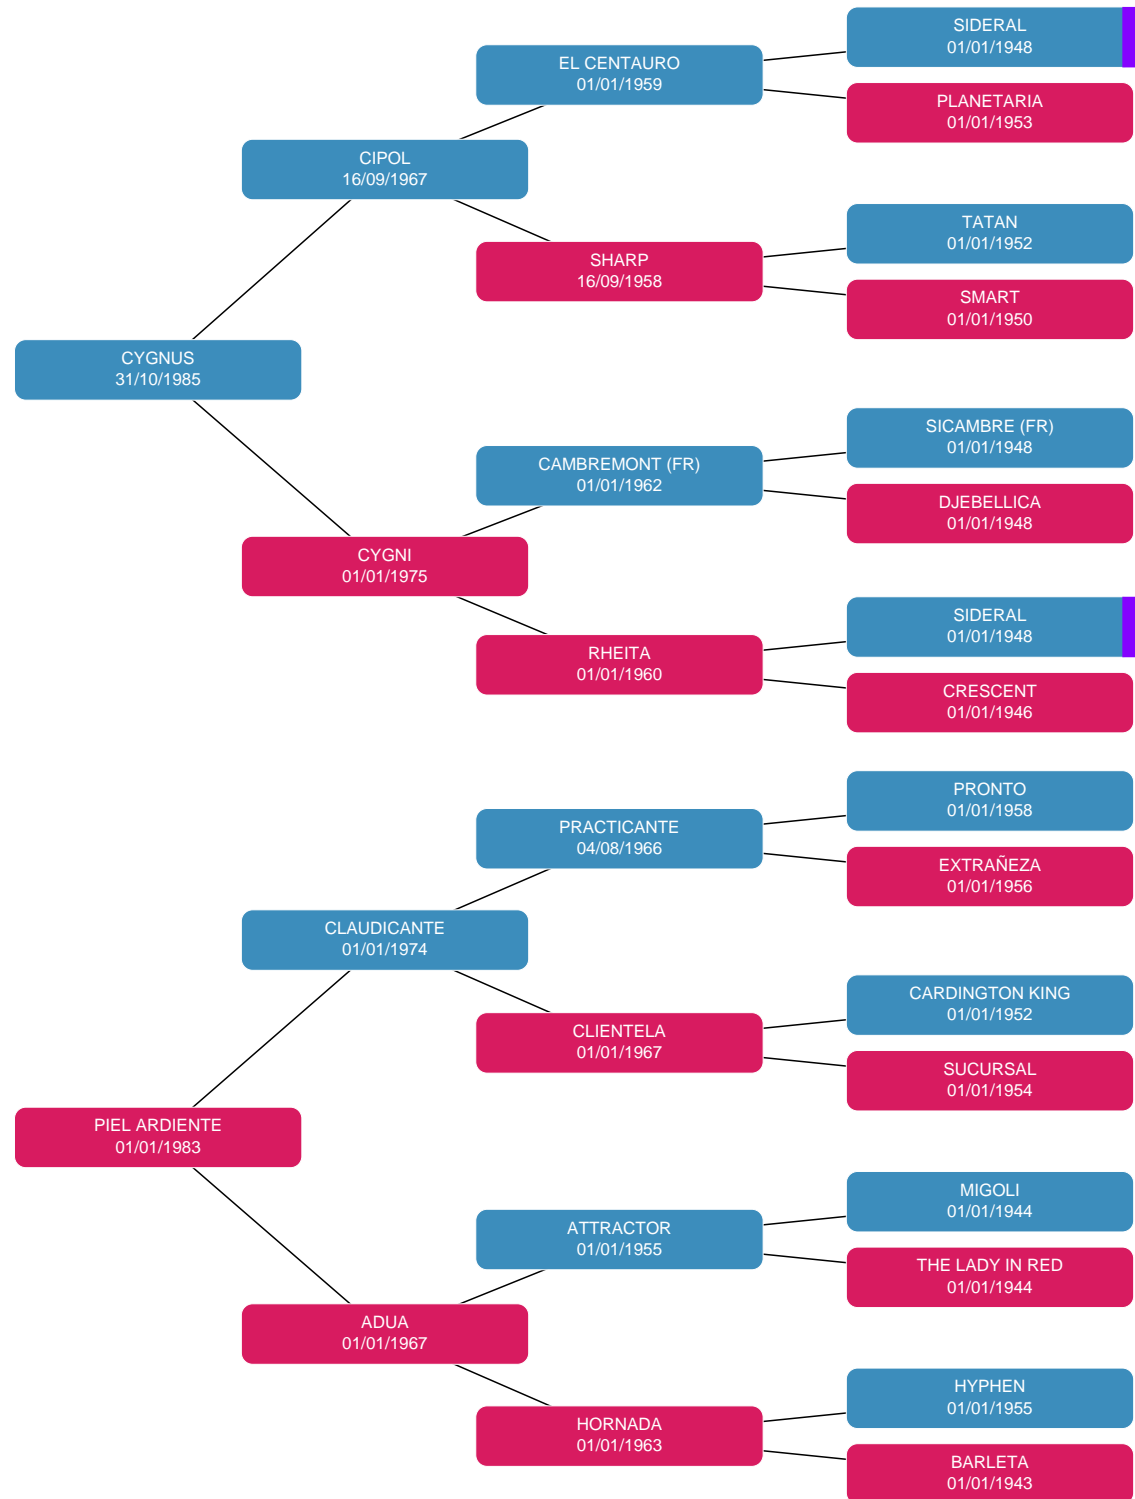 SIDERAL
01/01/1948
EL CENTAURO
01/01/1959
PLANETARIA
01/01/1953
CIPOL
16/09/1967
TATAN
01/01/1952
SHARP
16/09/1958
SMART
01/01/1950
CYGNUS
31/10/1985
SICAMBRE (FR)
01/01/1948
CAMBREMONT (FR)
01/01/1962
DJEBELLICA
01/01/1948
CYGNI
01/01/1975
SIDERAL
01/01/1948
RHEITA
01/01/1960
CRESCENT
01/01/1946
PRONTO
01/01/1958
PRACTICANTE
04/08/1966
EXTRAÑEZA
01/01/1956
CLAUDICANTE
01/01/1974
CARDINGTON KING
01/01/1952
CLIENTELA
01/01/1967
SUCURSAL
01/01/1954
PIEL ARDIENTE
01/01/1983
MIGOLI
01/01/1944
ATTRACTOR
01/01/1955
THE LADY IN RED
01/01/1944
ADUA
01/01/1967
HYPHEN
01/01/1955
HORNADA
01/01/1963
BARLETA
01/01/1943